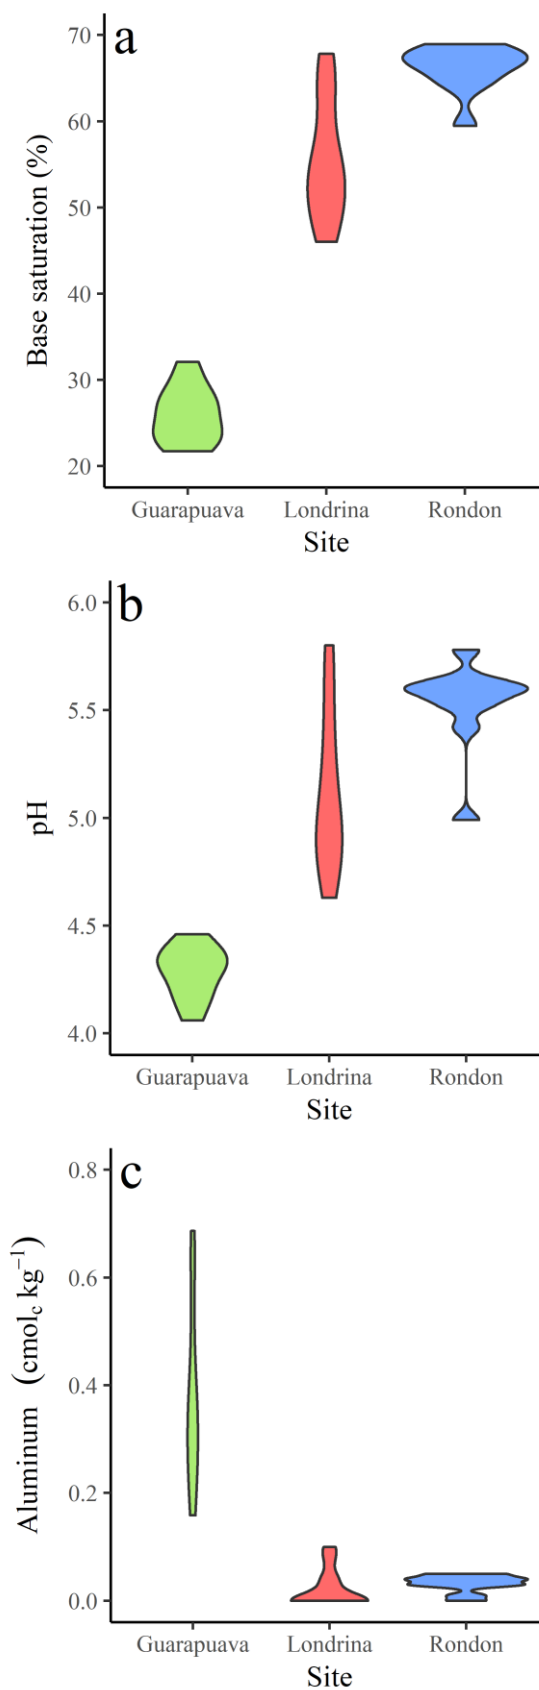 a
70
60
50
40
30
20
Base saturation (%)
Guarapuava Londrina Rondon
Site
b
6.0
5.5
5.0
4.5
4.0
pH
Guarapuava Londrina Rondon
Site
c
0.8
0.6
0.4
0.2
0.0
Aluminum (cmolc kg−1)
Guarapuava Londrina Rondon
Site